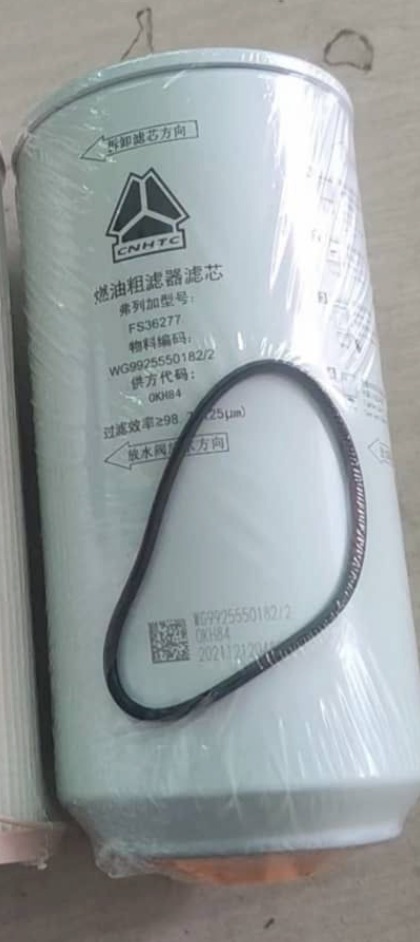 拆卸滤芯方向
CNHTC
燃油粗滤器滤芯
弗列加型号:
FS36277
物料编码:
WG9925550182/2
供方代码:
0KH84
过滤效率≥98. 25μm)
放水阀 方向
WG9925550182/2
0KH84